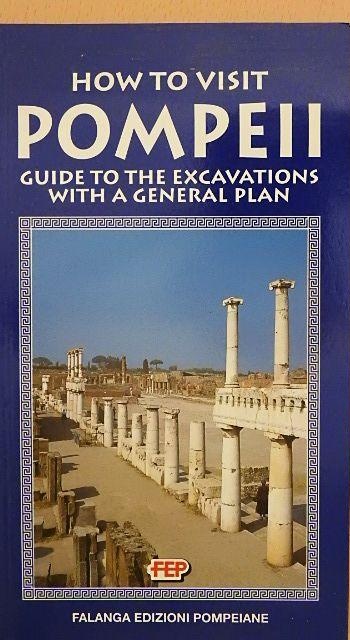 HOW TO VISIT
POMPEII
GUIDE TO THE EXCAVATIONS
WITH A GENERAL PLAN
FEP
FALANGA EDIZIONI POMPEIANE